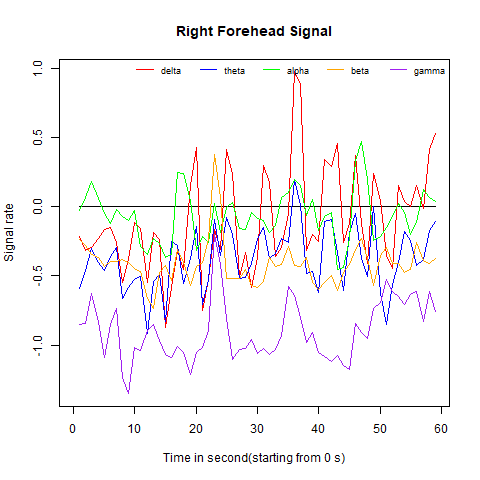 Right Forehead Signal
delta theta alpha beta gamma
Signal rate
1.0
0.5
0.0
-0.5
-1.0
0 10 20 30 40 50 60
Time in second(starting from 0 s)